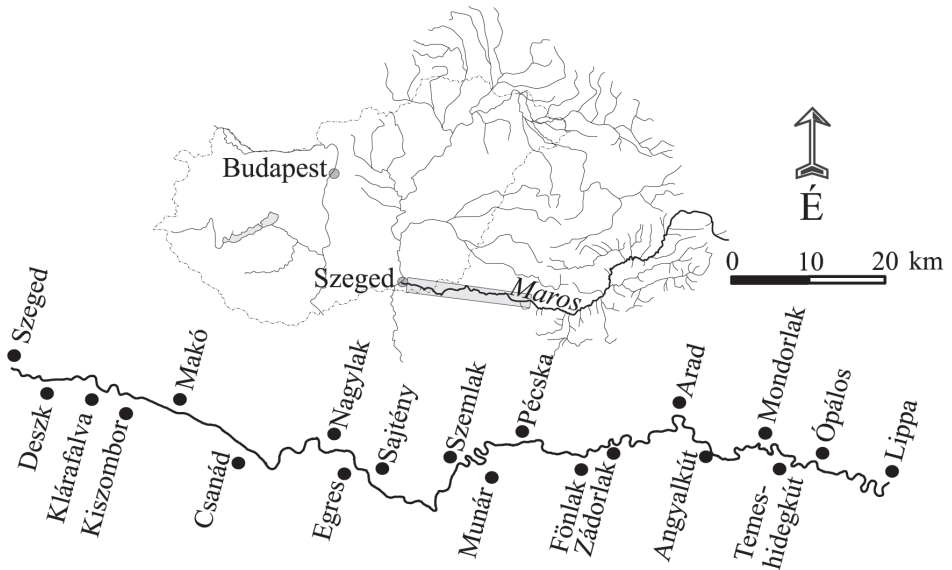 Budapest
É
Szeged
Maros
0 10 20 km
Szeged
Deszk
Klárafalva
Kiszombor
Makó
Csanád
Nagylak
Egres
Sajtény
Szemlak
Munár
Pécska
Fönlak
Zádorlak
Arad
Angyalkút
Mondorlak
Temes-
hidegkút
Ópálos
Lippa